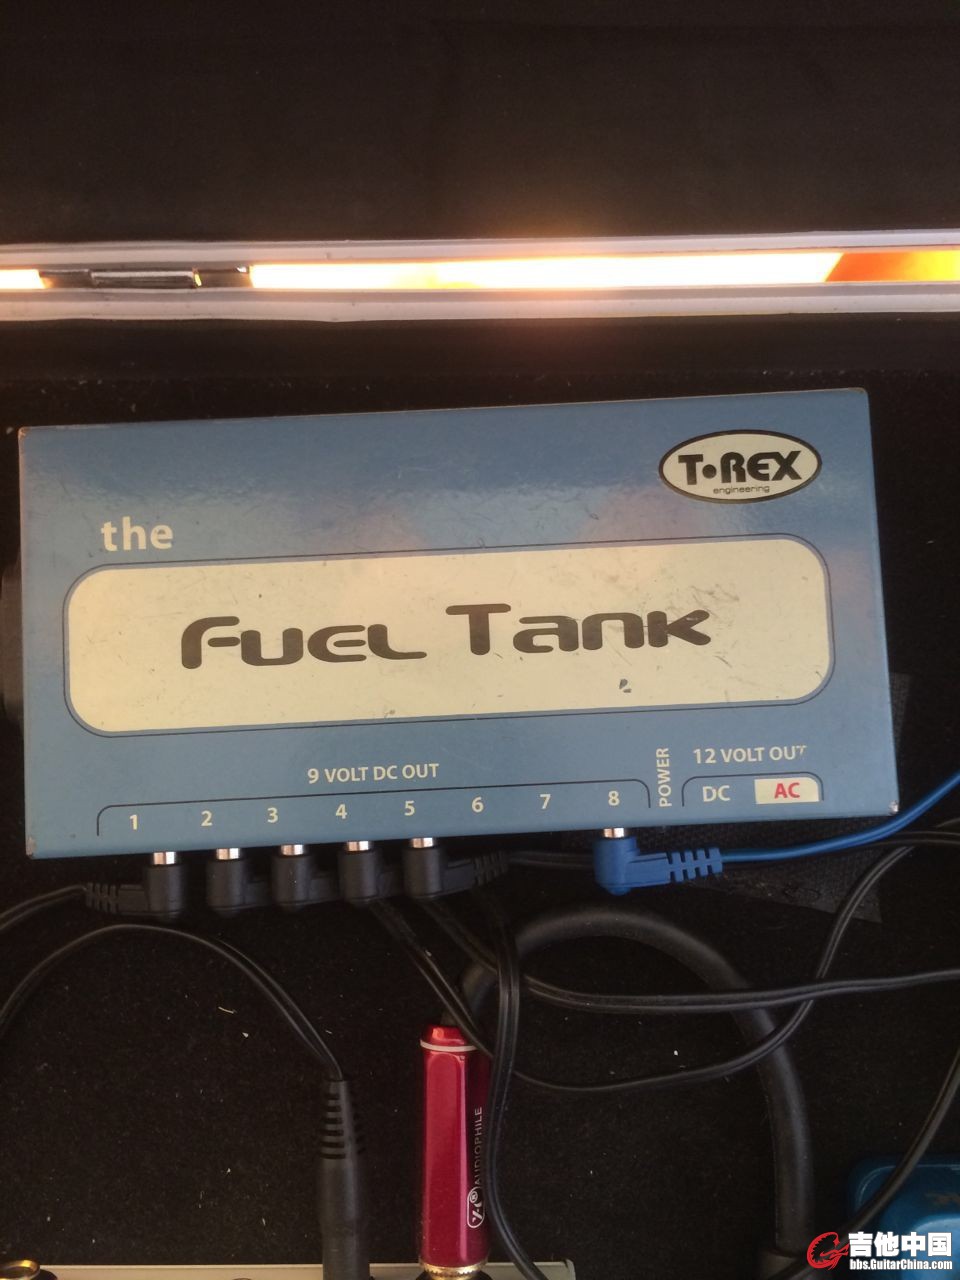 T•REX
engineering
the
Fuel Tank
9 VOLT DC OUT
1 2 3 4 5 6 7 8
POWER
12 VOLT OUT
DC AC
AUDIOPHILE
吉他中国
bbs.GuitarChina.com